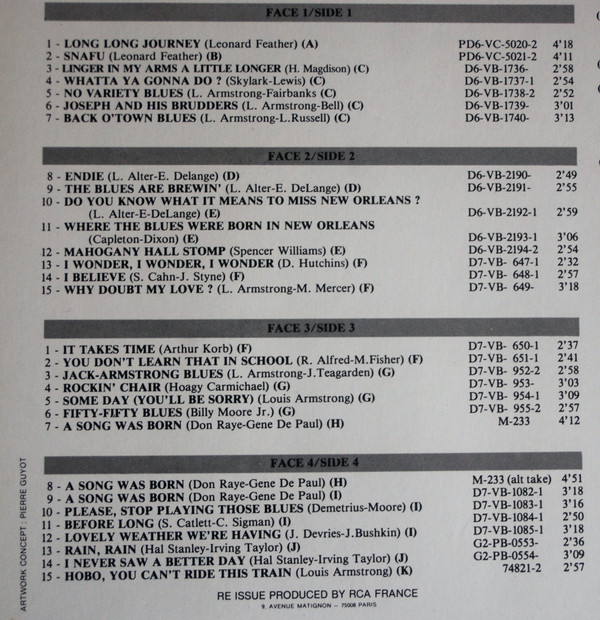 FACE 1/SIDE 1
1 - LONG LONG JOURNEY (Leonard Feather) (A) PD6-VC-5020-2 4'18
2 - SNAFU (Leonard Feather) (B) PD6-VC-5021-2 4'11
3 - LINGER IN MY ARMS A LITTLE LONGER (H. Magdison) (C) D6-VB-1736- 2'58
4 - WHATTA YA GONNA DO ? (Skylark-Lewis) (C) D6-VB-1737-1 2'54
5 - NO VARIETY BLUES (L. Armstrong-Fairbanks (C) D6-VB-1738-2 2'52
6 - JOSEPH AND HIS BRUDDERS (L. Armstrong-Bell) (C) D6-VB-1739- 3'01
7 - BACK O'TOWN BLUES (L. Armstrong-L.Russell) (C) D6-VB-1740- 3'13
FACE 2/SIDE 2
8 - ENDIE (L. Alter-E. Delange) (D) D6-VB-2190- 2'49
9 - THE BLUES ARE BREWIN' (L. Alter-E. DeLange) (D) D6-VB-2191- 2'55
10 - DO YOU KNOW WHAT IT MEANS TO MISS NEW ORLEANS ?
(L. Alter-E-DeLange) (E) D6-VB-2192-1 2'59
11 - WHERE THE BLUES WERE BORN IN NEW ORLEANS
(Capleton-Dixon) (E) D6-VB-2193-1 3'06
12 - MAHOGANY HALL STOMP (Spencer Williams) (E) D6-VB-2194-2 2'54
13 - I WONDER, I WONDER, I WONDER (D. Hutchins) (F) D7-VB- 647-1 2'32
14 - I BELIEVE (S. Cahn-J. Styne) (F) D7-VB- 648-1 2'57
15 - WHY DOUBT MY LOVE ? (L. Armstrong-M. Mercer) (F) D7-VB- 649- 3'18
FACE 3/SIDE 3
1 - IT TAKES TIME (Arthur Korb) (F) D7-VB- 650-1 2'37
2 - YOU DON'T LEARN THAT IN SCHOOL (R. Alfred-M.Fisher) (F) D7-VB- 651-1 2'41
3 - JACK-ARMSTRONG BLUES (L. Armstrong-J.Teagarden) (G) D7-VB- 952-2 2'58
4 - ROCKIN' CHAIR (Hoagy Carmichael) (G) D7-VB- 953- 3'03
5 - SOME DAY (YOU'LL BE SORRY) (Louis Armstrong) (G) D7-VB- 954-1 3'09
6 - FIFTY-FIFTY BLUES (Billy Moore Jr.) (G) D7-VB- 955-2 2'57
7 - A SONG WAS BORN (Don Raye-Gene De Paul) (H) M-233 4'12
FACE 4/SIDE 4
8 - A SONG WAS BORN (Don Raye-Gene De Paul) (H) M-233 (alt take) 4'51
9 - A SONG WAS BORN (Don Raye-Gene De Paul) (I) D7-VB-1082-1 3'18
10 - PLEASE, STOP PLAYING THOSE BLUES (Demetrius-Moore) (I) D7-VB-1083-1 3'16
11 - BEFORE LONG (S. Catlett-C. Sigman) (I) D7-VB-1084-1 2'50
12 - LOVELY WEATHER WE'RE HAVING (J. Devries-J.Bushkin) (I) D7-VB-1085-1 3'18
13 - RAIN, RAIN (Hal Stanley-Irving Taylor) (J) G2-PB-0553- 2'36
14 - I NEVER SAW A BETTER DAY (Hal Stanley-Irving Taylor) (J) G2-PB-0554- 3'09
15 - HOBO, YOU CAN'T RIDE THIS TRAIN (Louis Armstrong) (K) 74821-2 2'57
RE ISSUE PRODUCED BY RCA FRANCE
9. AVENUE MATIGNON – 75008 PARIS
ARTWORK CONCEPT : PIERRE GUYOT